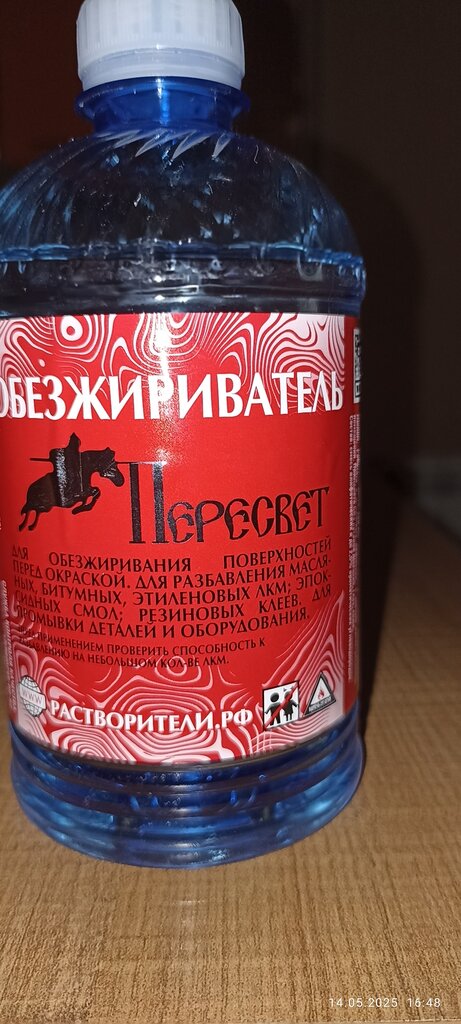 ОБЕЗЖИРИВАТЕЛЬ
ПЕРЕСВЕТ
ДЛЯ ОБЕЗЖИРИВАНИЯ ПОВЕРХНОСТЕЙ
ПЕРЕД ОКРАСКОЙ. ДЛЯ РАЗБАВЛЕНИЯ МАСЛЯ-
НЫХ, БИТУМНЫХ, ЭТИЛЕНОВЫХ ЛКМ; ЭПОК-
СИДНЫХ СМОЛ; РЕЗИНОВЫХ КЛЕЕВ. ДЛЯ
ПРОМЫВКИ ДЕТАЛЕЙ И ОБОРУДОВАНИЯ.
ПРИМЕНЕНИЕМ ПРОВЕРИТЬ СПОСОБНОСТЬ К
НА НЕБОЛЬШОМ КОЛ-ВЕ ЛКМ.
WWW
РАСТВОРИТЕЛИ.РФ
14.05.2025 16:48